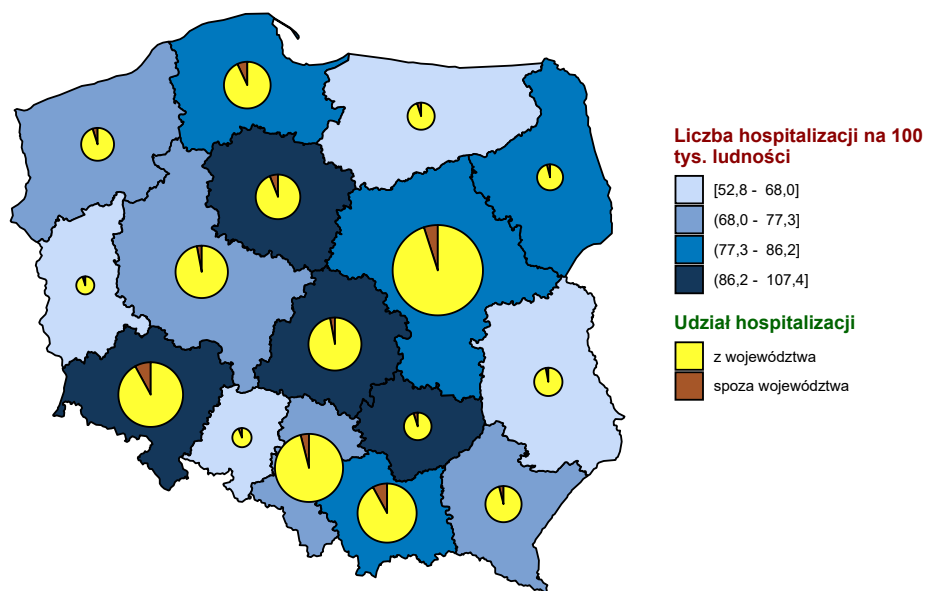 Liczba hospitalizacji na 100
tys. ludności
[52,8 - 68,0]
(68,0 - 77,3]
(77,3 - 86,2]
(86,2 - 107,4]
Udział hospitalizacji
z województwa
spoza województwa